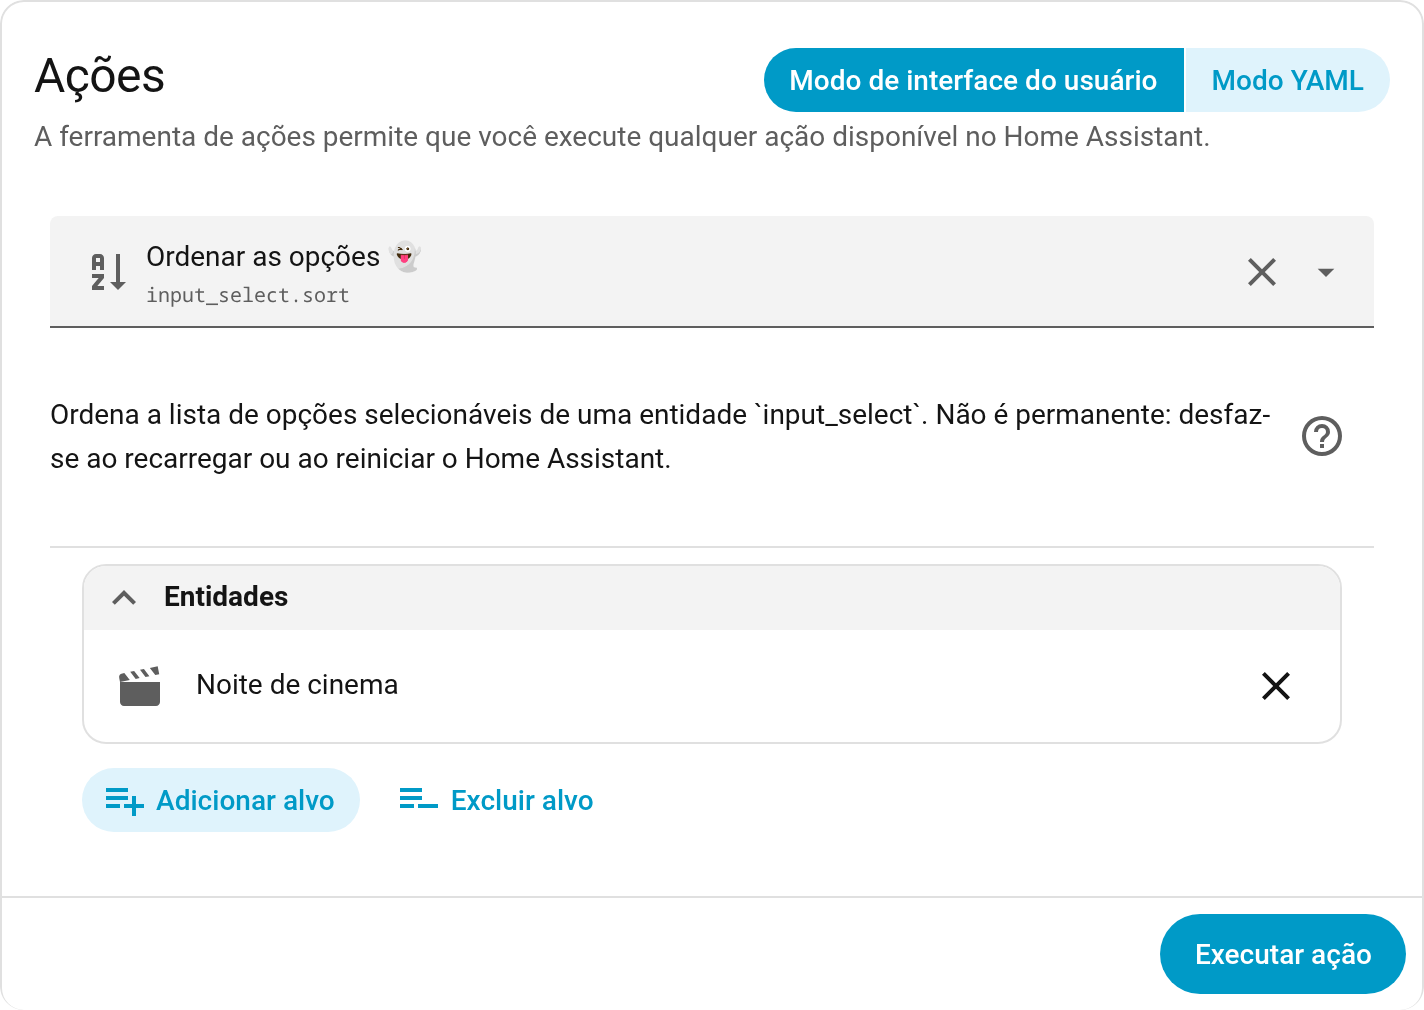 Ações
Modo de interface do usuário
Modo YAML
A ferramenta de ações permite que você execute qualquer ação disponível no Home Assistant.
Ordenar as opções 👻
input_select.sort
Ordena a lista de opções selecionáveis de uma entidade `input_select`. Não é permanente: desfaz-
se ao recarregar ou ao reiniciar o Home Assistant.
Entidades
Noite de cinema
Adicionar alvo
Excluir alvo
Executar ação